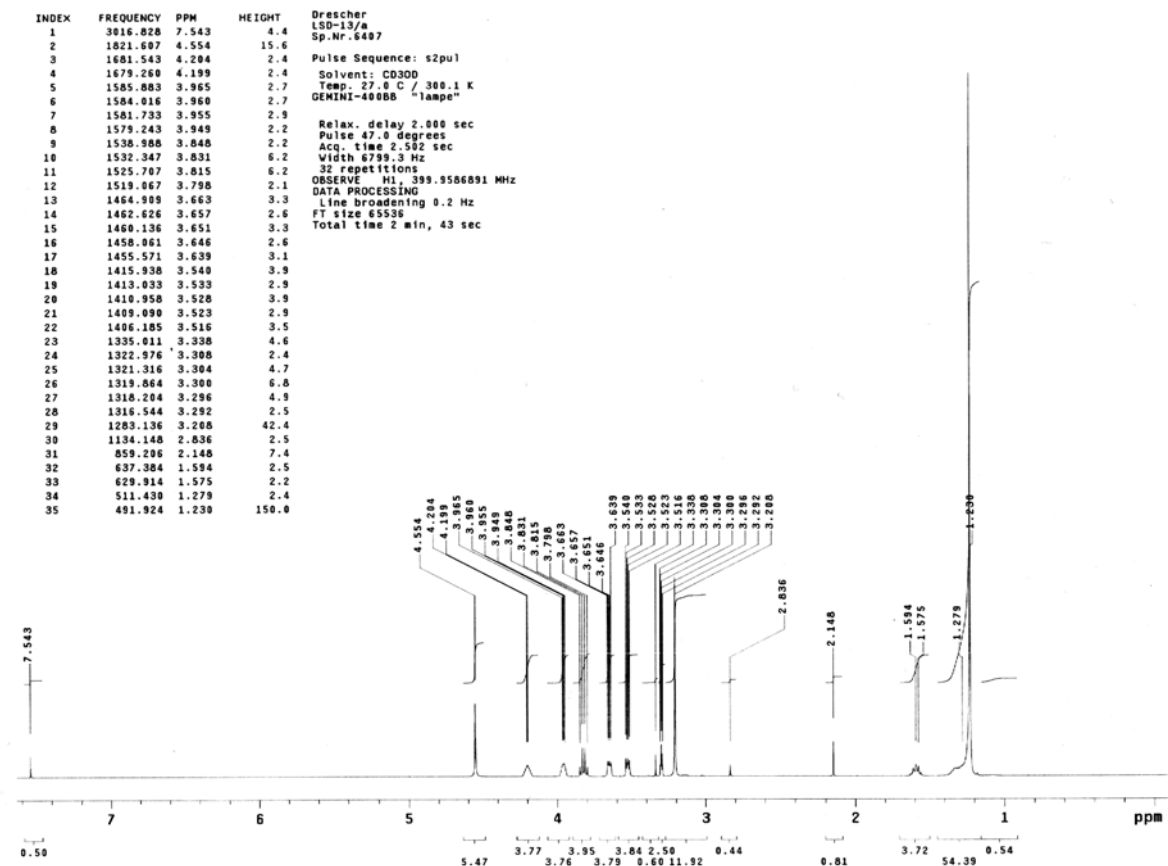 INDEX FREQUENCY PPM HEIGHT
1 3016.828 7.543 4.4
2 1821.607 4.554 15.6
3 1681.543 4.204 2.4
4 1679.260 4.199 2.4
5 1585.883 3.965 2.7
6 1584.016 3.960 2.7
7 1581.733 3.955 2.9
8 1579.243 3.949 2.2
9 1538.988 3.848 2.2
10 1532.347 3.831 6.2
11 1525.707 3.815 6.2
12 1519.067 3.798 2.1
13 1464.909 3.663 3.3
14 1462.626 3.657 2.6
15 1460.136 3.651 3.3
16 1458.061 3.646 2.6
17 1455.571 3.639 3.1
18 1415.938 3.540 3.9
19 1413.033 3.533 2.9
20 1410.958 3.528 3.9
21 1409.090 3.523 2.9
22 1406.185 3.516 3.5
23 1335.011 3.338 4.6
24 1322.976 3.308 2.4
25 1321.316 3.304 4.7
26 1319.864 3.300 6.8
27 1318.204 3.296 4.9
28 1316.544 3.292 2.5
29 1283.136 3.208 42.4
30 1134.148 2.836 2.5
31 859.206 2.148 7.4
32 637.384 1.594 2.5
33 629.914 1.575 2.2
34 511.430 1.279 2.4
35 491.924 1.230 150.0
Drescher
LSD-13/a
Sp.Nr.6407
Pulse Sequence: s2pul
Solvent: CD3OD
Temp. 27.0 C / 300.1 K
GEMINI-400BB "lampe"
Relax. delay 2.000 sec
Pulse 47.0 degrees
Acq. time 2.502 sec
Width 6799.3 Hz
32 repetitions
OBSERVE H1, 399.9586891 MHz
DATA PROCESSING
Line broadening 0.2 Hz
FT size 65536
Total time 2 min, 43 sec
7.543
4.554
4.204
4.199
3.965
3.960
3.955
3.949
3.848
3.831
3.815
3.798
3.663
3.657
3.651
3.646
3.639
3.540
3.533
3.528
3.523
3.516
3.338
3.308
3.304
3.300
3.296
3.292
3.208
2.836
2.148
1.594
1.575
1.279
1.230
7 6 5 4 3 2 1 ppm
0.50 3.77 3.95 3.84 2.50 0.44 3.72 0.54
5.47 3.76 3.79 0.60 11.92 0.81 54.39